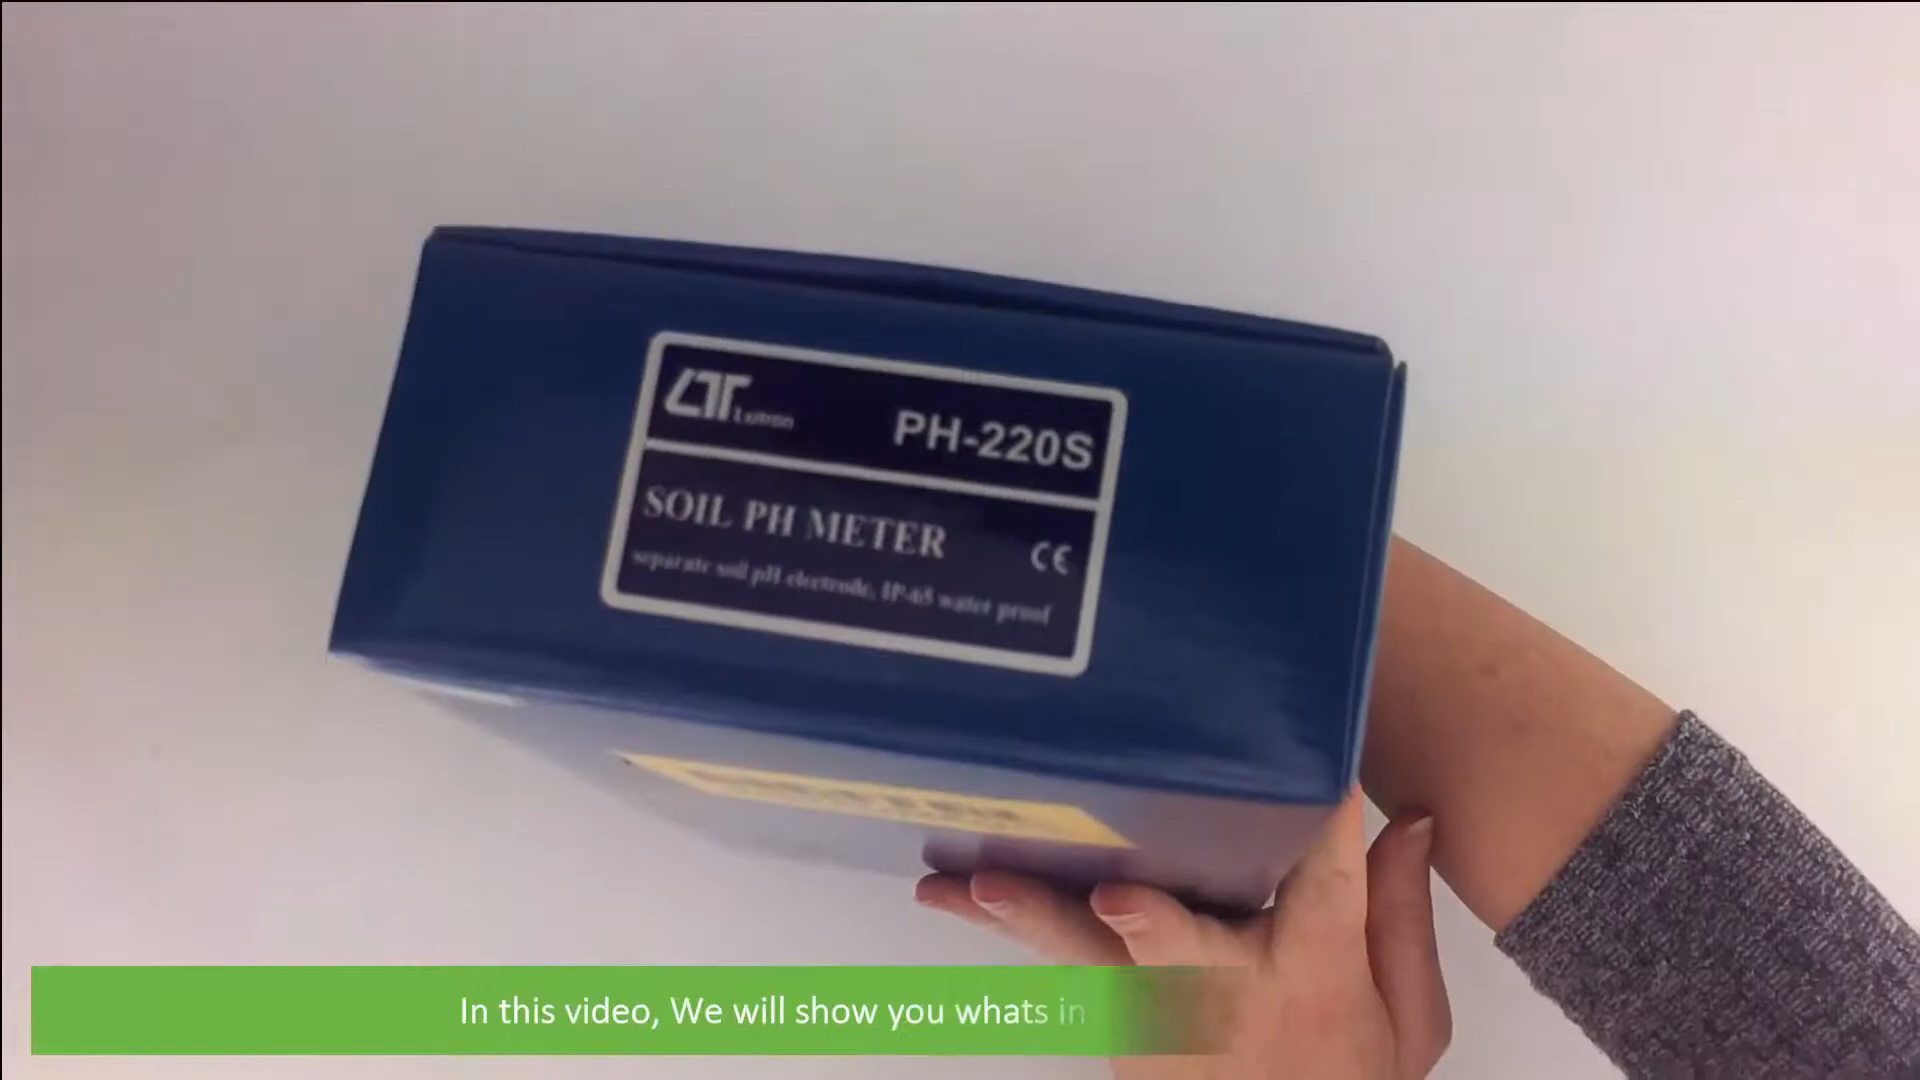 LT Lutron
PH-220S
SOIL PH METER
CE
separate soil pH electrode, IP-65 water proof
In this video, We will show you whats in